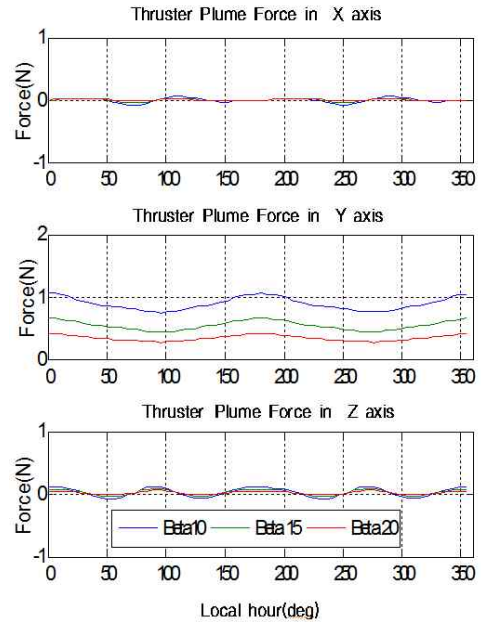 Thruster Plume Force in X axis
Force(N)
1
0
-1
0 50 100 150 200 250 300 350
Thruster Plume Force in Y axis
Force(N)
2
1
0
0 50 100 150 200 250 300 350
Thruster Plume Force in Z axis
Force(N)
1
0
-1
Beta10 Beta15 Beta20
0 50 100 150 200 250 300 350
Local hour(deg)